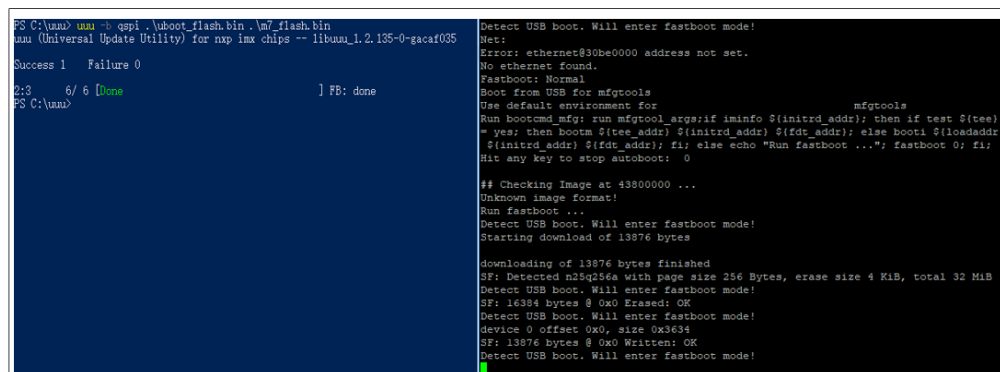 PS C:\uuu> uuu -b qspi .\uboot_flash.bin .\m7_flash.bin
uuu (Universal Update Utility) for nxp imx chips -- libuuu_1.2.135-0-gacaf035
Success 1    Failure 0
2:3    6/ 6 [Done                    ] FB: done
PS C:\uuu>
Detect USB boot. Will enter fastboot mode!
Net:
Error: ethernet@30be0000 address not set.
No ethernet found.
Fastboot: Normal
Boot from USB for mfgtools
Use default environment for                    mfgtools
Run bootcmd_mfg: run mfgtool_args;if iminfo ${initrd_addr}; then if test ${tee}
= yes; then bootm ${tee_addr} ${initrd_addr} ${fdt_addr}; else booti ${loadaddr
 ${initrd_addr} ${fdt_addr}; fi; else echo "Run fastboot ..."; fastboot 0; fi;
Hit any key to stop autoboot:  0
## Checking Image at 43800000 ...
Unknown image format!
Run fastboot ...
Detect USB boot. Will enter fastboot mode!
Starting download of 13876 bytes
downloading of 13876 bytes finished
SF: Detected n25q256a with page size 256 Bytes, erase size 4 KiB, total 32 MiB
Detect USB boot. Will enter fastboot mode!
SF: 16384 bytes @ 0x0 Erased: OK
Detect USB boot. Will enter fastboot mode!
device 0 offset 0x0, size 0x3634
SF: 13876 bytes @ 0x0 Written: OK
Detect USB boot. Will enter fastboot mode!